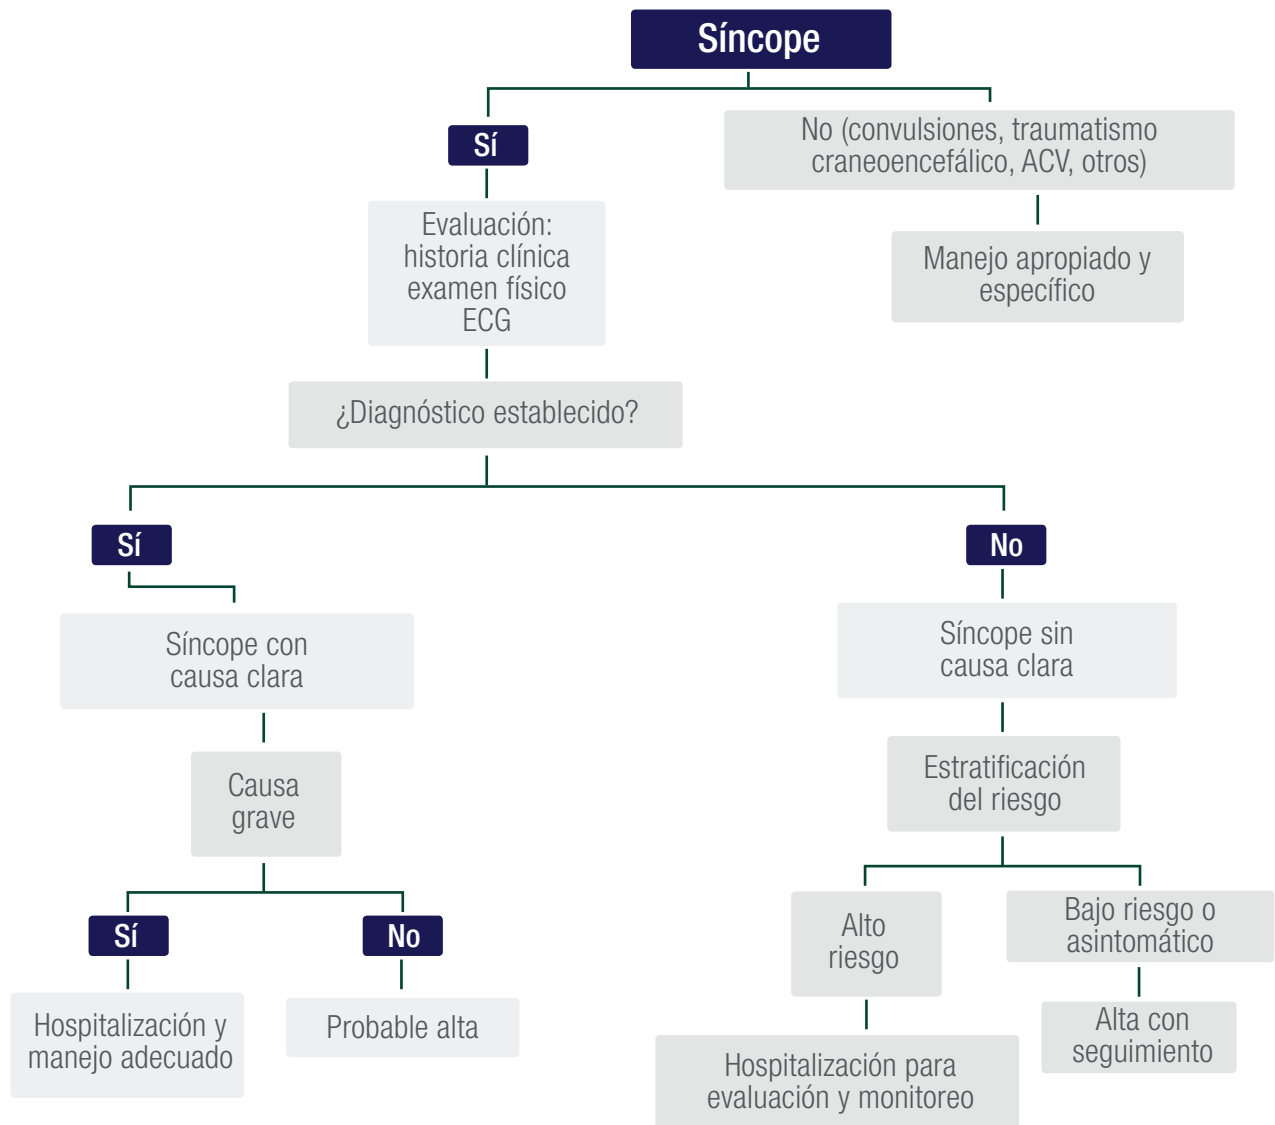 Síncope
Sí
No (convulsiones, traumatismo
craneoencefálico, ACV, otros)
Evaluación:
historia clínica
examen físico
ECG
Manejo apropiado y
específico
¿Diagnóstico establecido?
Sí
No
Síncope con
causa clara
Síncope sin
causa clara
Causa
grave
Estratificación
del riesgo
Sí
No
Alto
riesgo
Bajo riesgo o
asintomático
Hospitalización y
manejo adecuado
Probable alta
Hospitalización para
evaluación y monitoreo
Alta con
seguimiento